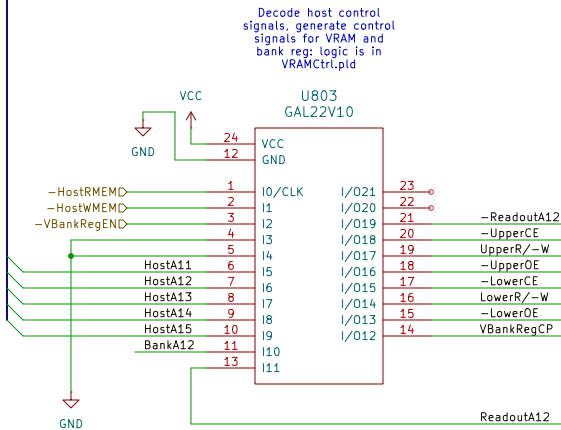 Decode host control
signals, generate control
signals for VRAM and
bank reg: logic is in
VRAMCtrl.pld
U803
GAL22V10
VCC
GND
24 VCC
12 GND
-HostRMEM 1 I0/CLK I/O21 23
-HostWMEM 2 I1 I/O20 22
-VBankRegEN 3 I2 I/O19 21 -ReadoutA12
4 I3 I/O18 20 -UpperCE
5 I4 I/O17 19 UpperR/-W
HostA11 6 I5 I/O16 18 -UpperOE
HostA12 7 I6 I/O15 17 -LowerCE
HostA13 8 I7 I/O14 16 LowerR/-W
HostA14 9 I8 I/O13 15 -LowerOE
HostA15 10 I9 I/O12 14 VBankRegCP
BankA12 11 I10
13 I11
ReadoutA12
GND